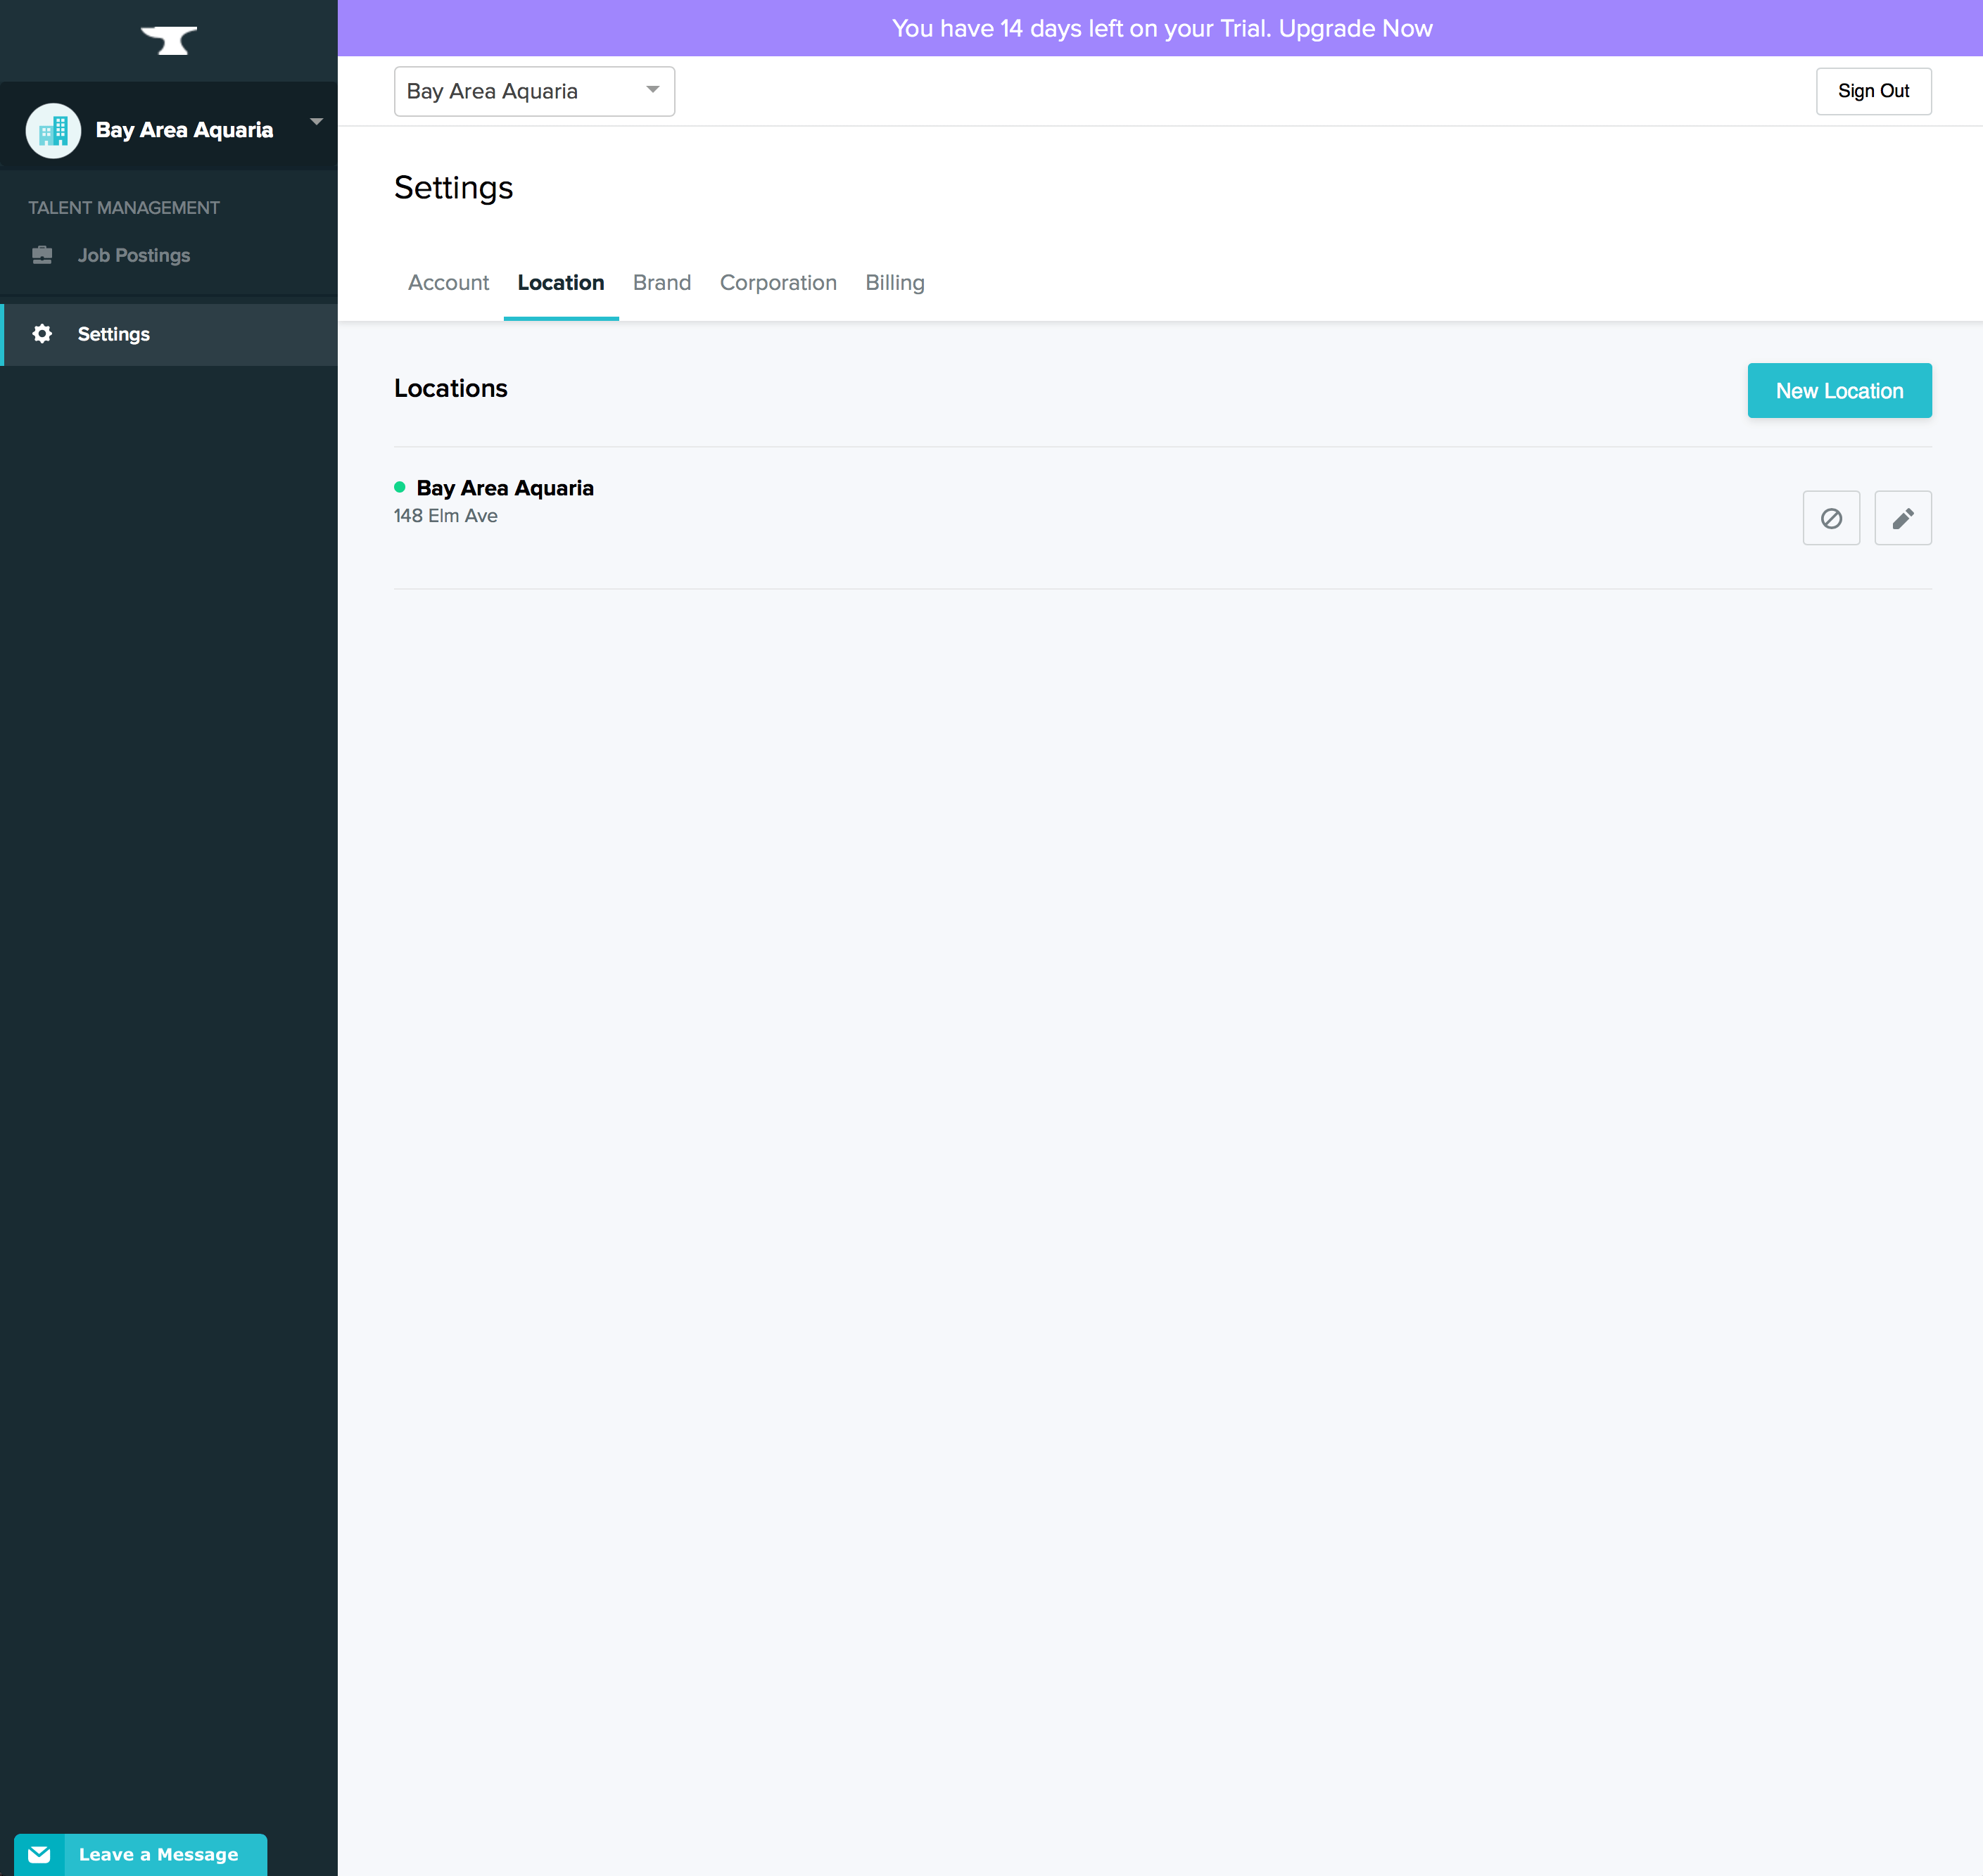 You have 14 days left on your Trial. Upgrade Now
Bay Area Aquaria
Sign Out
Bay Area Aquaria
TALENT MANAGEMENT
Job Postings
Settings
Settings
Account Location Brand Corporation Billing
Locations
New Location
Bay Area Aquaria
148 Elm Ave
Leave a Message